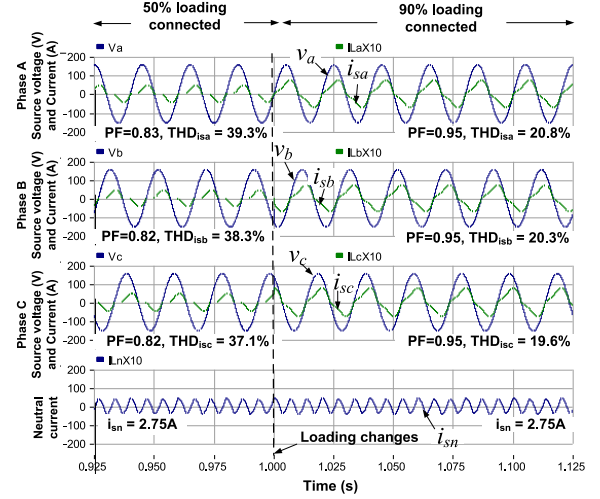 50% loading connected
90% loading connected
Va
ILaX10
Phase A
Source voltage (V) and Current (A)
200
100
0
-100
-200
va
isa
PF=0.83, THDisa = 39.3%
PF=0.95, THDisa = 20.8%
Vb
ILbX10
Phase B
Source voltage (V) and Current (A)
200
100
0
-100
-200
vb
isb
PF=0.82, THDisb = 38.3%
PF=0.95, THDisb = 20.3%
Vc
ILcX10
Phase C
Source voltage (V) and Current (A)
200
100
0
-100
-200
vc
isc
PF=0.82, THDisc = 37.1%
PF=0.95, THDisc = 19.6%
ILnX10
Neutral current
200
100
0
-100
-200
isn = 2.75A
isn
isn = 2.75A
Loading changes
0.925 0.950 0.975 1.000 1.025 1.050 1.075 1.100 1.125
Time (s)